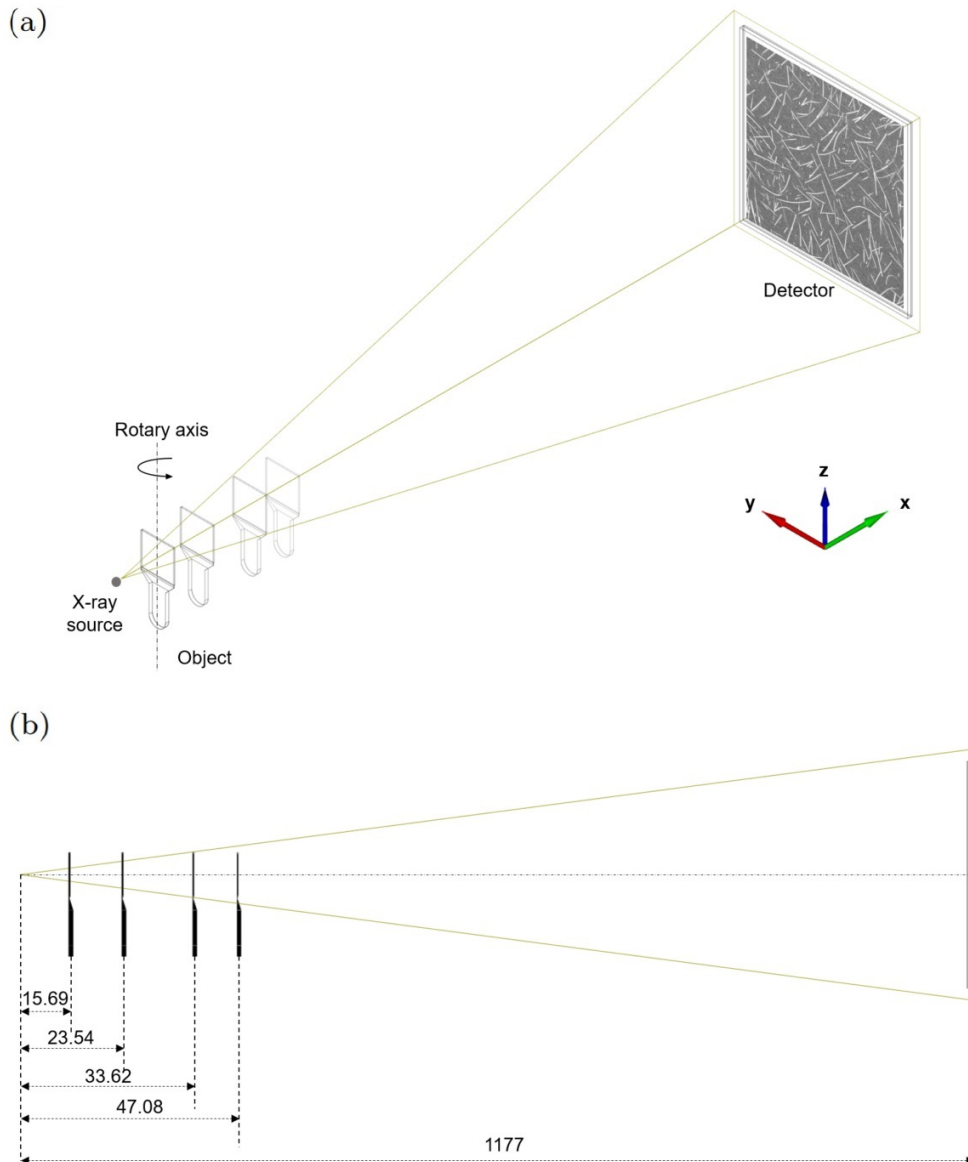 (a)
Detector
Rotary axis
z
y
x
X-ray
source
Object
(b)
15.69
23.54
33.62
47.08
1177